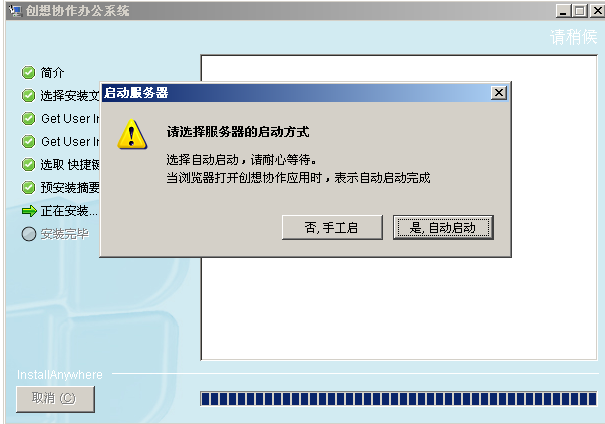 创想协作办公系统
请稍候
简介
选择安装文
Get User In
Get User In
选取 快捷键
预安装摘要
正在安装...
安装完毕
启动服务器
请选择服务器的启动方式
选择自动启动，请耐心等待。
当浏览器打开创想协作应用时，表示自动启动完成
否,手工启
是,自动启动
InstallAnywhere
取消 (C)